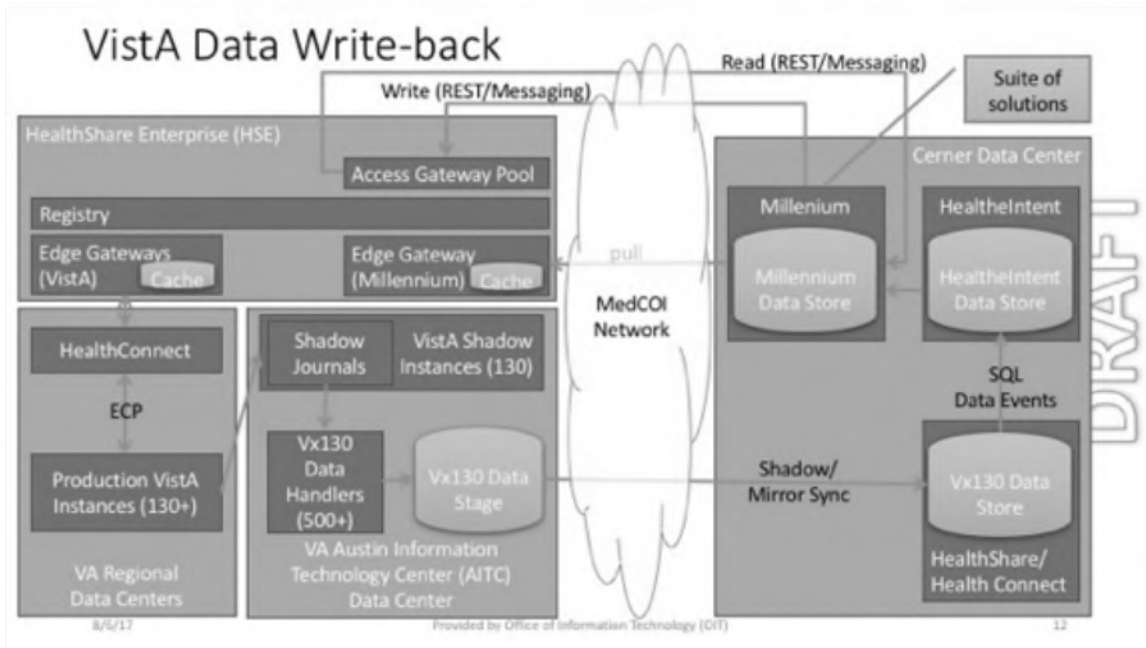 VistA Data Write-back
Read (REST/Messaging)
Write (REST/Messaging)
Suite of
solutions
HealthShare Enterprise (HSE)
Access Gateway Pool
Registry
Edge Gateways
(VistA)
Cache
Edge Gateway
(Millennium)
Cache
pull
MedCOI
Network
Cerner Data Center
Millenium
Millennium
Data Store
HealtheIntent
HealtheIntent
Data Store
HealthConnect
ECP
Production VistA
Instances (130+)
VA Regional
Data Centers
Shadow
Journals
VistA Shadow
Instances (130)
Vx130
Data
Handlers
(500+)
Vx130 Data
Stage
VA Austin Information
Technology Center (AITC)
Data Center
Shadow/
Mirror Sync
SQL
Data Events
Vx130 Data
Store
HealthShare/
Health Connect
DRAFT
8/6/17
Provided by Office of Information Technology (OIT)
12